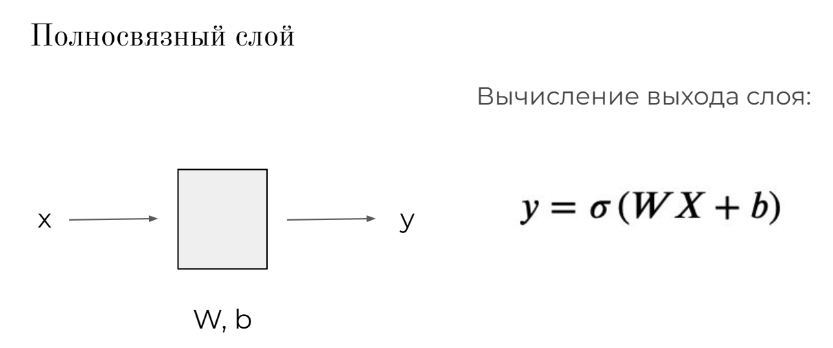 Полносвязный слой
Вычисление выхода слоя:
x
y
y = σ(WX + b)
W, b